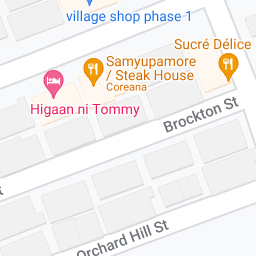 village shop phase 1
Sucré Délice
Samyupamore
/ Steak House
Coreana
Higaan ni Tommy
Brockton St
Orchard Hill St